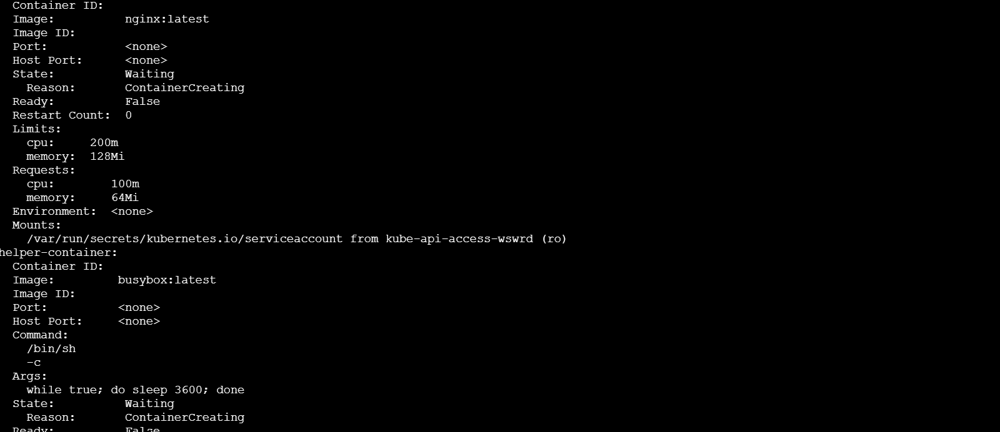 Container ID:
Image: nginx:latest
Image ID:
Port: <none>
Host Port: <none>
State: Waiting
Reason: ContainerCreating
Ready: False
Restart Count: 0
Limits:
cpu: 200m
memory: 128Mi
Requests:
cpu: 100m
memory: 64Mi
Environment: <none>
Mounts:
/var/run/secrets/kubernetes.io/serviceaccount from kube-api-access-wswrd (ro)
helper-container:
Container ID:
Image: busybox:latest
Image ID:
Port: <none>
Host Port: <none>
Command:
/bin/sh
-c
Args:
while true; do sleep 3600; done
State: Waiting
Reason: ContainerCreating
Ready: False